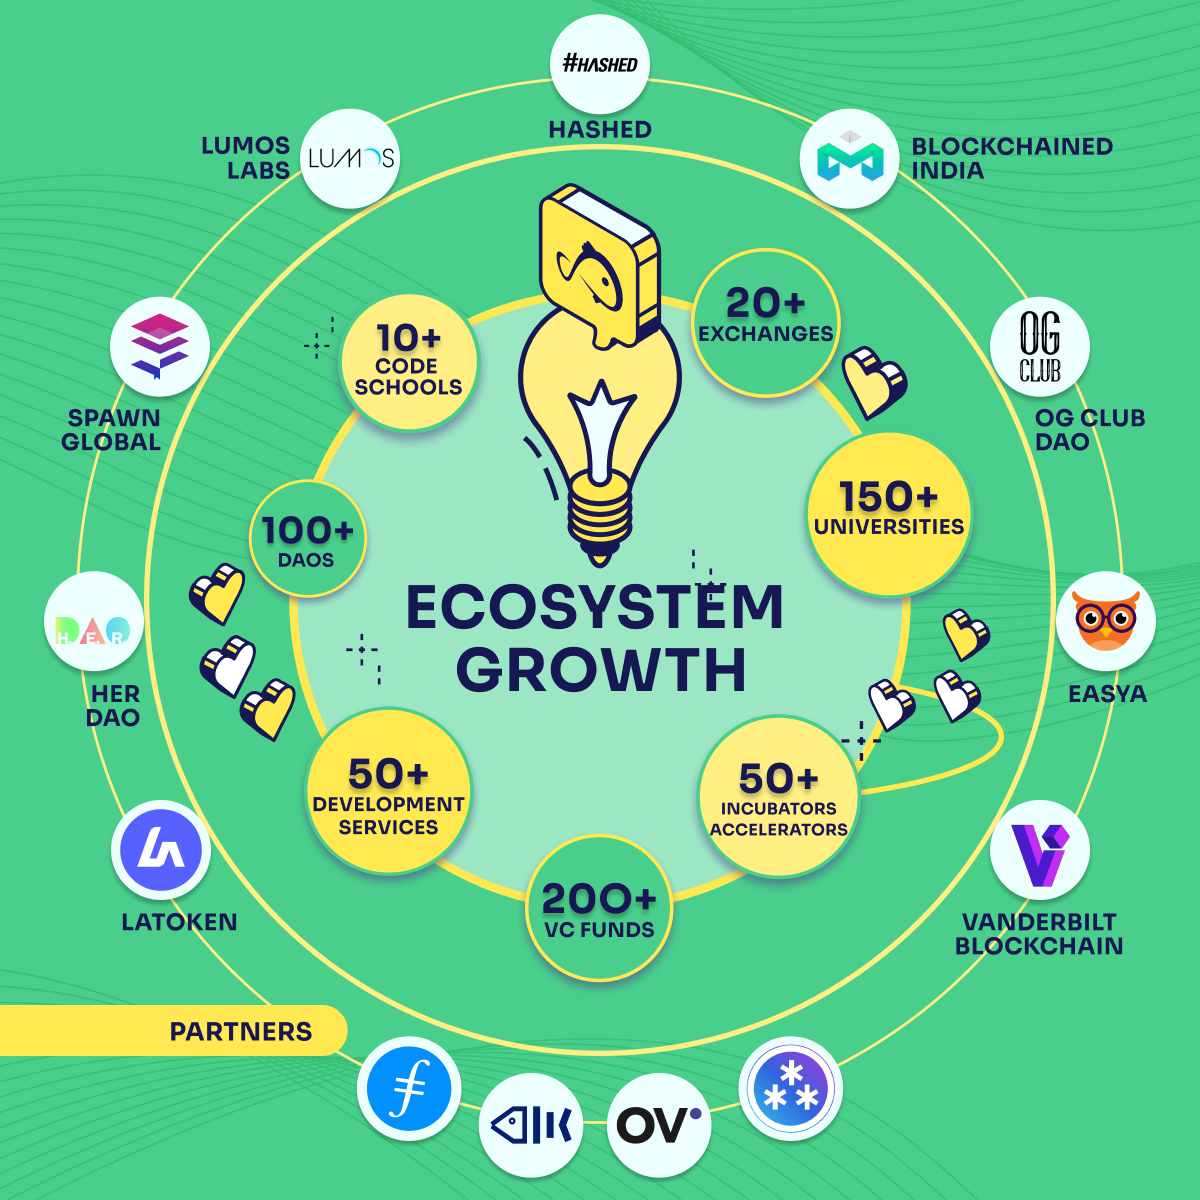 #HASHED
HASHED
LUMOS
LABS
LUMOS
BLOCKCHAINED
INDIA
20+
EXCHANGES
10+
CODE
SCHOOLS
OG
CLUB
OG CLUB
DAO
SPAWN
GLOBAL
150+
UNIVERSITIES
100+
DAOS
ECOSYSTEM
GROWTH
DAO
H.E.R.
HER
DAO
EASYA
50+
DEVELOPMENT
SERVICES
50+
INCUBATORS
ACCELERATORS
200+
VC FUNDS
LATOKEN
VANDERBILT
BLOCKCHAIN
PARTNERS
OV